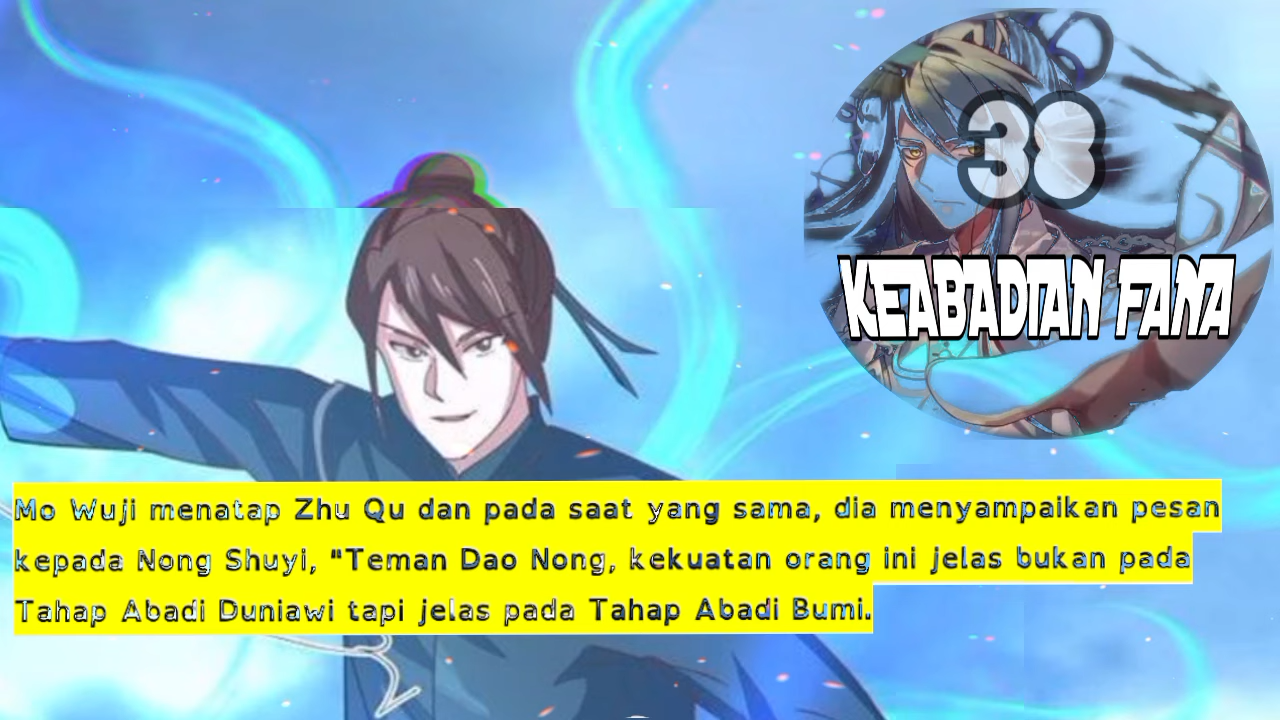 38
KEABADIAN FANA
Mo Wuji menatap Zhu Qu dan pada saat yang sama, dia menyampaikan pesan
kepada Nong Shuyi, "Teman Dao Nong, kekuatan orang ini jelas bukan pada
Tahap Abadi Duniawi tapi jelas pada Tahap Abadi Bumi.